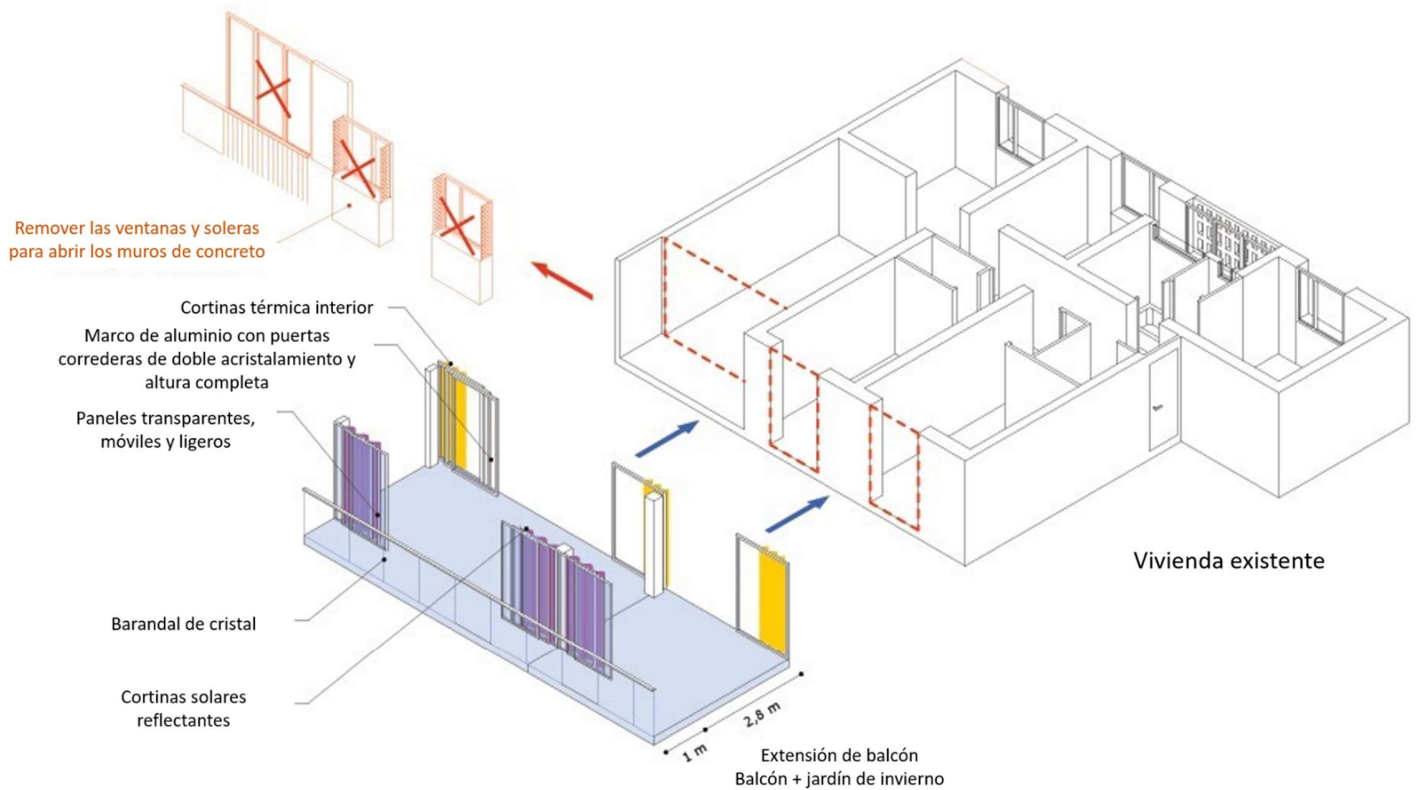 Remover las ventanas y soleras
para abrir los muros de concreto
Cortinas térmica interior
Marco de aluminio con puertas
correderas de doble acristalamiento y
altura completa
Paneles transparentes,
móviles y ligeros
Barandal de cristal
Cortinas solares
reflectantes
1 m
2,8 m
Extensión de balcón
Balcón + jardín de invierno
Vivienda existente